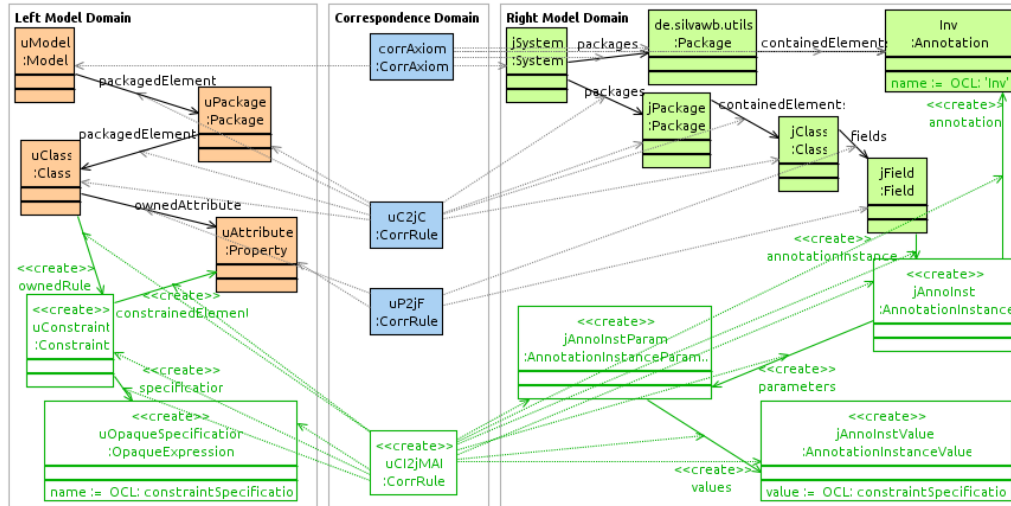 Left Model Domain
uModel
:Model
packagedElement
uPackage
:Package
packagedElement
uClass
:Class
ownedAttribute
uAttribute
:Property
<<create>>
ownedRule
<<create>>
constrainedElement
<<create>>
uConstraint
:Constraint
<<create>>
specification
<<create>>
uOpaqueSpecification
:OpaqueExpression
name := OCL: constraintSpecificatio
Correspondence Domain
corrAxiom
:CorrAxiom
uC2jC
:CorrRule
uP2jF
:CorrRule
<<create>>
uCI2jMAI
:CorrRule
Right Model Domain
jSystem
:System
packages
de.silvawb.utils
:Package
containedElements
Inv
:Annotation
name := OCL: 'Inv'
<<create>>
annotation
packages
jPackage
:Package
containedElements
jClass
:Class
fields
jField
:Field
<<create>>
annotationInstance
<<create>>
jAnnoInst
:AnnotationInstance
<<create>>
jAnnoInstParam
:AnnotationInstanceParam..
<<create>>
parameters
<<create>>
values
<<create>>
jAnnoInstValue
:AnnotationInstanceValue
value := OCL: constraintSpecificatio